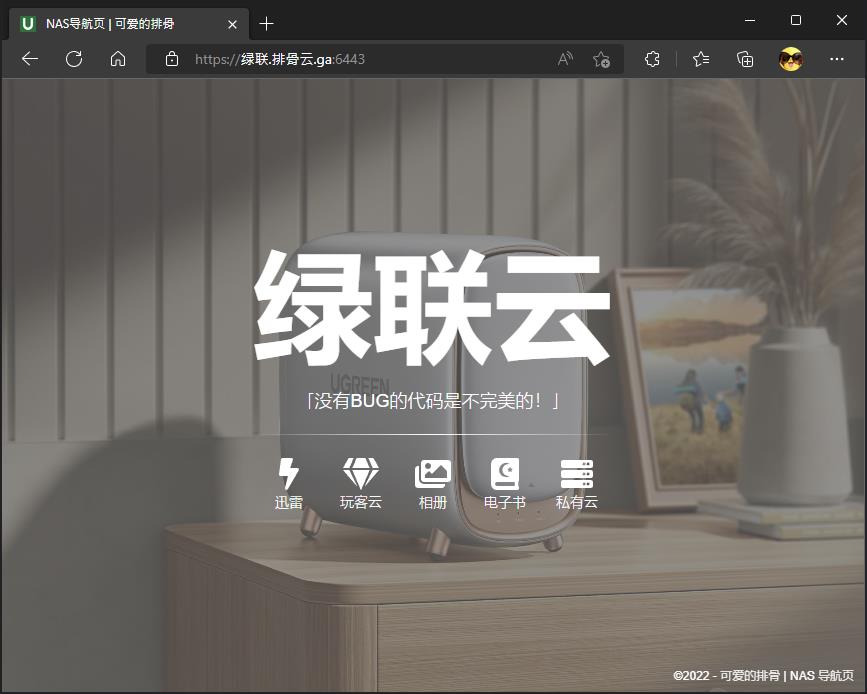 NAS导航页 | 可爱的排骨
https://绿联.排骨云.ga:6443
绿联云
UGREEN
「没有BUG的代码是不完美的！」
迅雷 玩客云 相册 电子书 私有云
©2022 - 可爱的排骨 | NAS 导航页